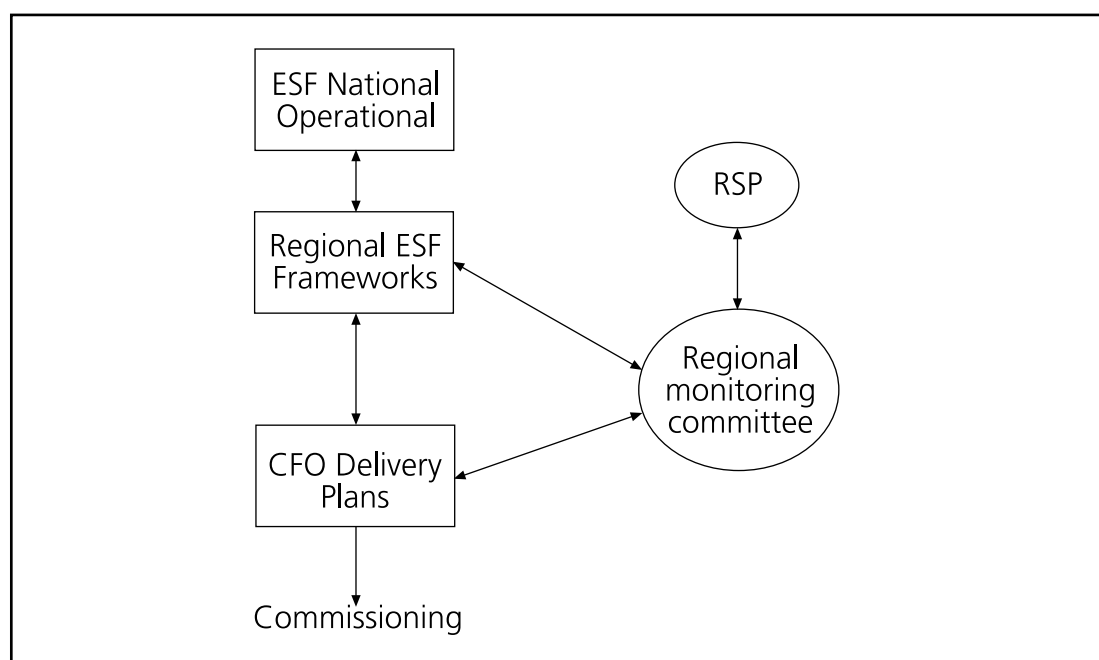 ESF National
Operational
RSP
Regional ESF
Frameworks
Regional
monitoring
committee
CFO Delivery
Plans
Commissioning